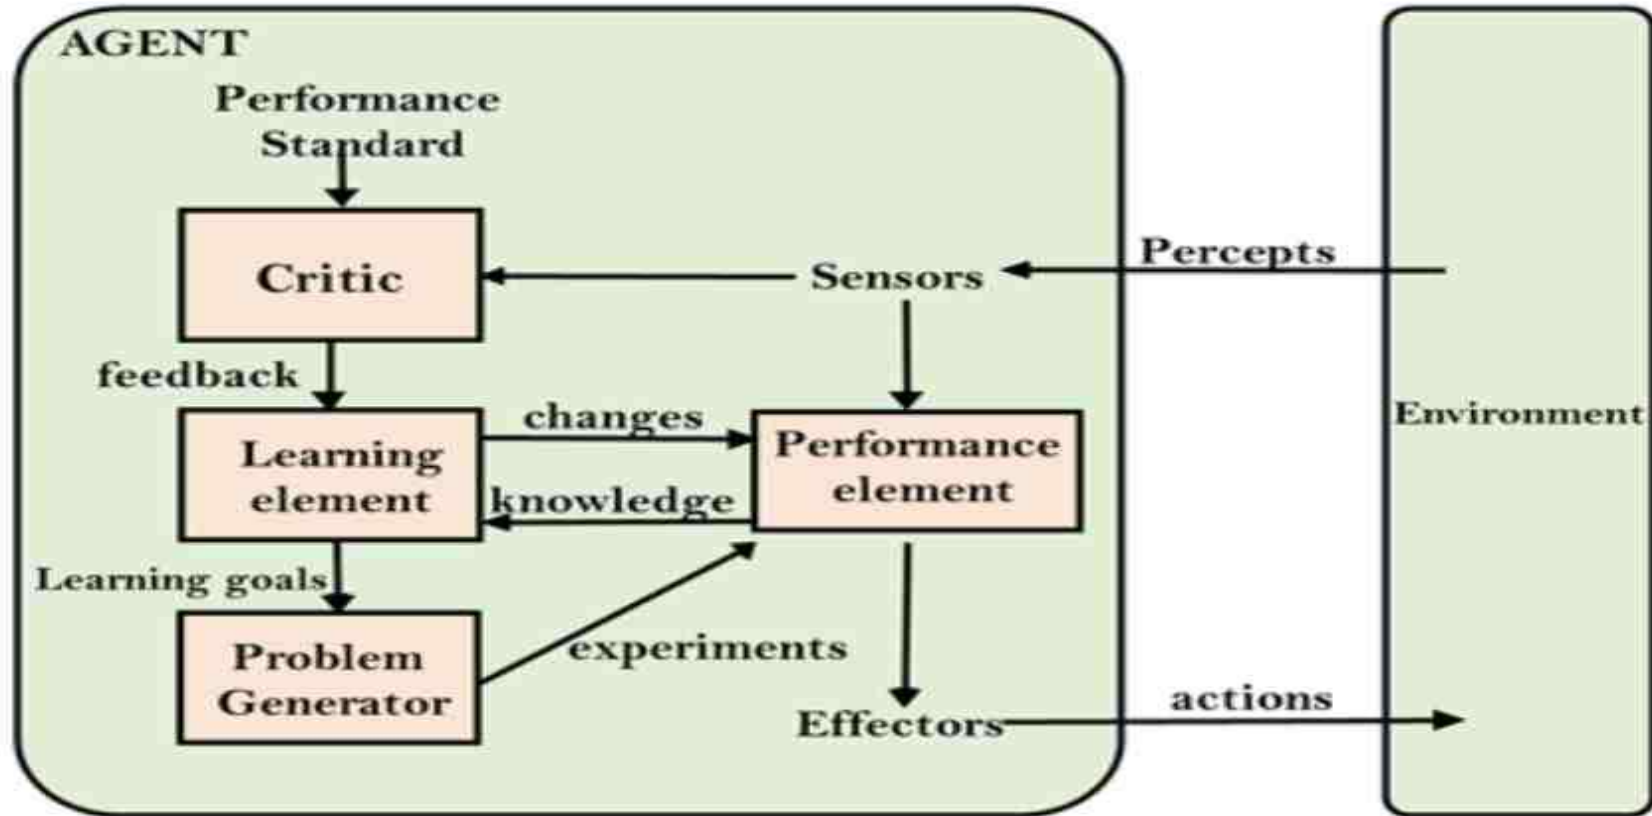 AGENT
Performance
Standard
Critic
Sensors
Percepts
feedback
changes
Learning
element
knowledge
Performance
element
Environment
Learning goals
Problem
Generator
experiments
Effectors
actions